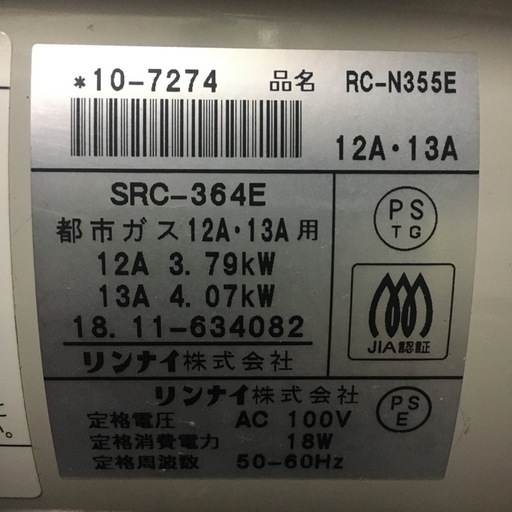 *10-7274 品名 RC-N355E
12A・13A
SRC-364E
都市ガス12A・13A用
12A 3.79kW
13A 4.07kW
18.11-634082
リンナイ株式会社
PS
TG
JIA認証
リンナイ株式会社
定格電圧 AC 100V
定格消費電力 18W
定格周波数 50-60Hz
PS
E